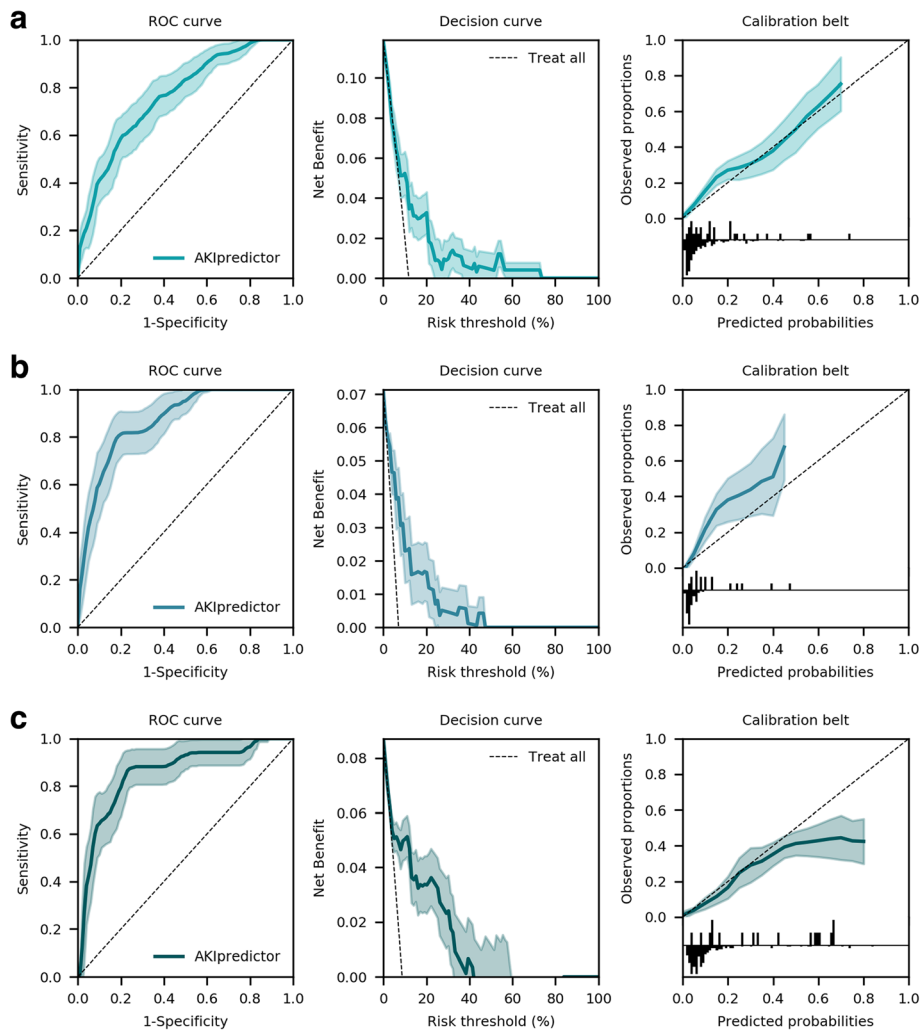 a
ROC curve
Decision curve
Calibration belt
1.0
0.8
0.6
0.4
0.2
0.0
Sensitivity
AKIpredictor
0.0 0.2 0.4 0.6 0.8 1.0
1-Specificity
0.10
0.08
0.06
0.04
0.02
0.00
Net Benefit
Treat all
0 20 40 60 80 100
Risk threshold (%)
1.0
0.8
0.6
0.4
0.2
0.0
Observed proportions
0.0 0.2 0.4 0.6 0.8 1.0
Predicted probabilities
b
ROC curve
Decision curve
Calibration belt
1.0
0.8
0.6
0.4
0.2
0.0
Sensitivity
AKIpredictor
0.0 0.2 0.4 0.6 0.8 1.0
1-Specificity
0.07
0.06
0.05
0.04
0.03
0.02
0.01
0.00
Net Benefit
Treat all
0 20 40 60 80 100
Risk threshold (%)
1.0
0.8
0.6
0.4
0.2
0.0
Observed proportions
0.0 0.2 0.4 0.6 0.8 1.0
Predicted probabilities
c
ROC curve
Decision curve
Calibration belt
1.0
0.8
0.6
0.4
0.2
0.0
Sensitivity
AKIpredictor
0.0 0.2 0.4 0.6 0.8 1.0
1-Specificity
0.08
0.06
0.04
0.02
0.00
Net Benefit
Treat all
0 20 40 60 80 100
Risk threshold (%)
1.0
0.8
0.6
0.4
0.2
0.0
Observed proportions
0.0 0.2 0.4 0.6 0.8 1.0
Predicted probabilities